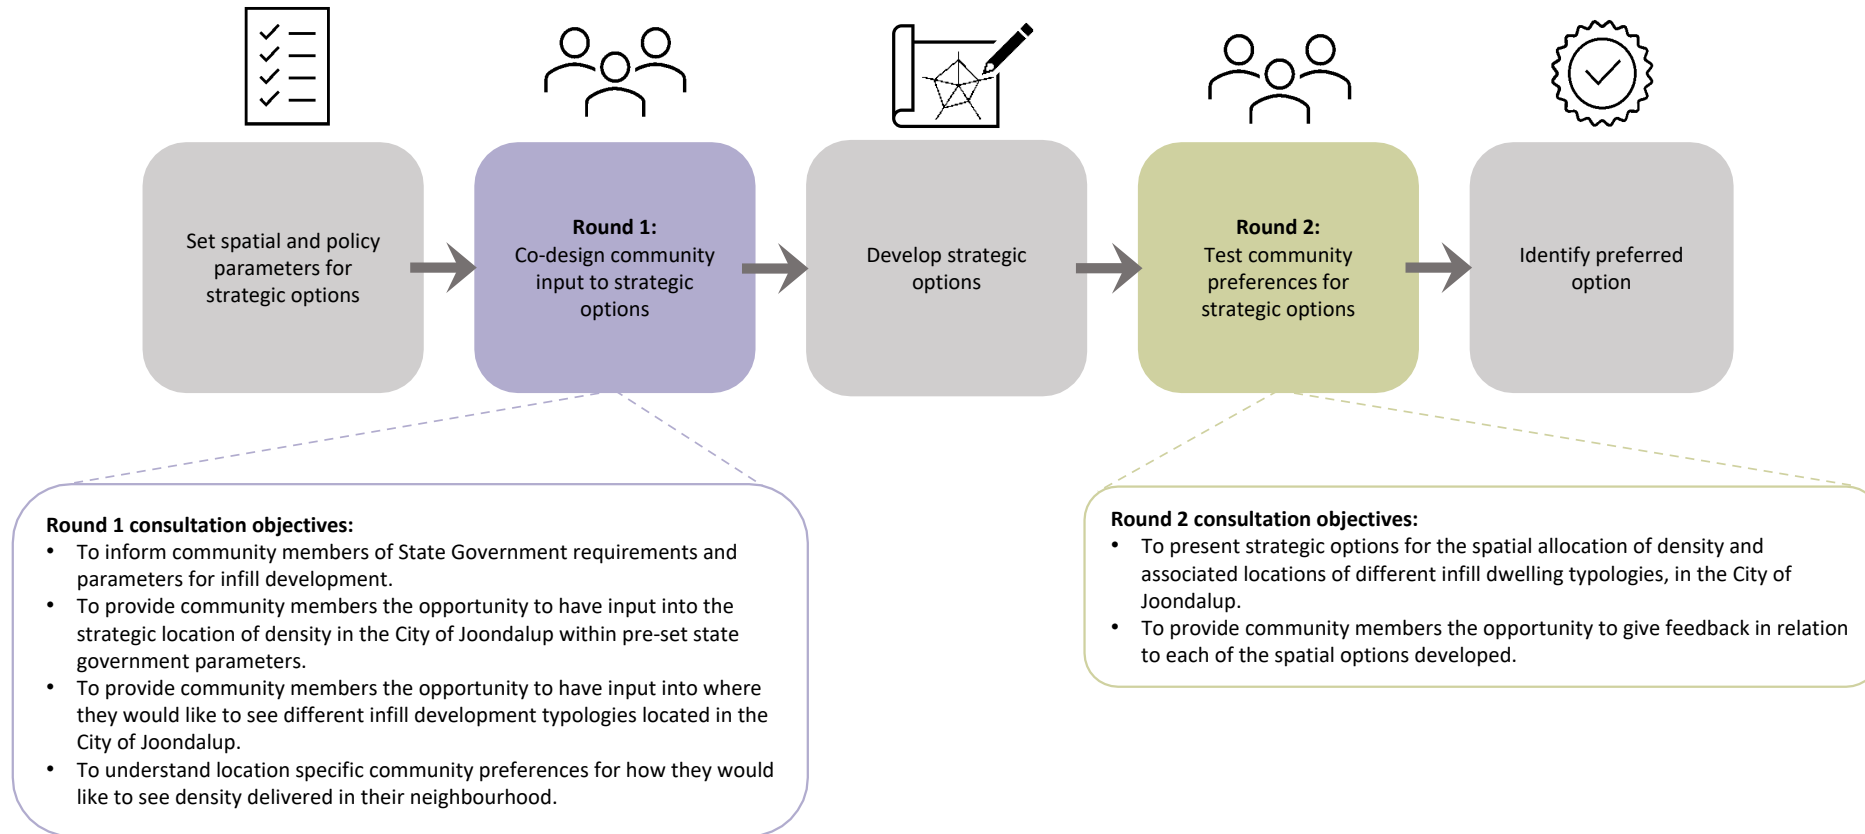 Set spatial and policy
parameters for
strategic options
Round 1:
Co-design community
input to strategic
options
Develop strategic
options
Round 2:
Test community
preferences for
strategic options
Identify preferred
option
Round 1 consultation objectives:
• To inform community members of State Government requirements and
parameters for infill development.
• To provide community members the opportunity to have input into the
strategic location of density in the City of Joondalup within pre-set state
government parameters.
• To provide community members the opportunity to have input into where
they would like to see different infill development typologies located in the
City of Joondalup.
• To understand location specific community preferences for how they would
like to see density delivered in their neighbourhood.
Round 2 consultation objectives:
• To present strategic options for the spatial allocation of density and
associated locations of different infill dwelling typologies, in the City of
Joondalup.
• To provide community members the opportunity to give feedback in relation
to each of the spatial options developed.